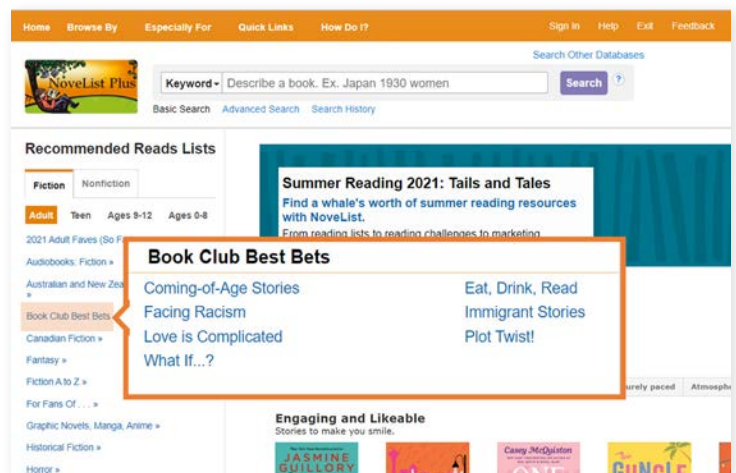 Home Browse By Especially For Quick Links How Do I? Sign In Help Exit Feedback
Search Other Databases
NoveList Plus
Keyword Describe a book. Ex. Japan 1930 women Search ?
Basic Search Advanced Search Search History
Recommended Reads Lists
Fiction Nonfiction
Adult Teen Ages 9-12 Ages 0-8
2021 Adult Faves (So
Audiobooks: Fiction »
Australian and New
»
Book Club Best Bets
Canadian Fiction »
Fantasy »
Fiction A to Z »
For Fans Of . . . »
Graphic Novels, Manga, Anime »
Historical Fiction »
Horror »
Summer Reading 2021: Tails and Tales
Find a whale's worth of summer reading resources
with NoveList.
From reading lists to reading challenges to marketing
Book Club Best Bets
Coming-of-Age Stories Eat, Drink, Read
Facing Racism Immigrant Stories
Love is Complicated Plot Twist!
What If...?
paced
Engaging and Likeable
Stories to make you smile.
JASMINE
GUILLORY
Casey McQuiston
ONE
GUNCLE